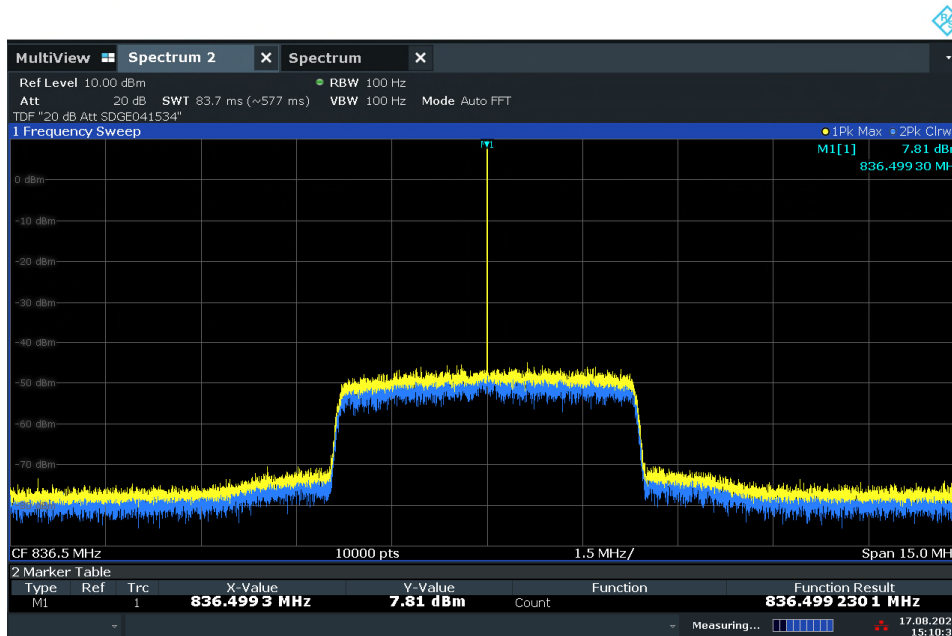 MultiView Spectrum 2 X Spectrum X
Ref Level 10.00 dBm RBW 100 Hz
Att 20 dB SWT 83.7 ms (~577 ms) VBW 100 Hz Mode Auto FFT
TDF "20 dB Att SDGE041534"
1 Frequency Sweep 1Pk Max 2Pk Clrw
M1 M1[1] 7.81 dB
836.499 30 MH
0 dBm
-10 dBm
-20 dBm
-30 dBm
-40 dBm
-50 dBm
-60 dBm
-70 dBm
CF 836.5 MHz 10000 pts 1.5 MHz/ Span 15.0 MH
2 Marker Table
Type Ref Trc X-Value Y-Value Function Function Result
M1 1 836.499 3 MHz 7.81 dBm Count 836.499 230 1 MHz
Measuring... 17.08.20
15:10:3